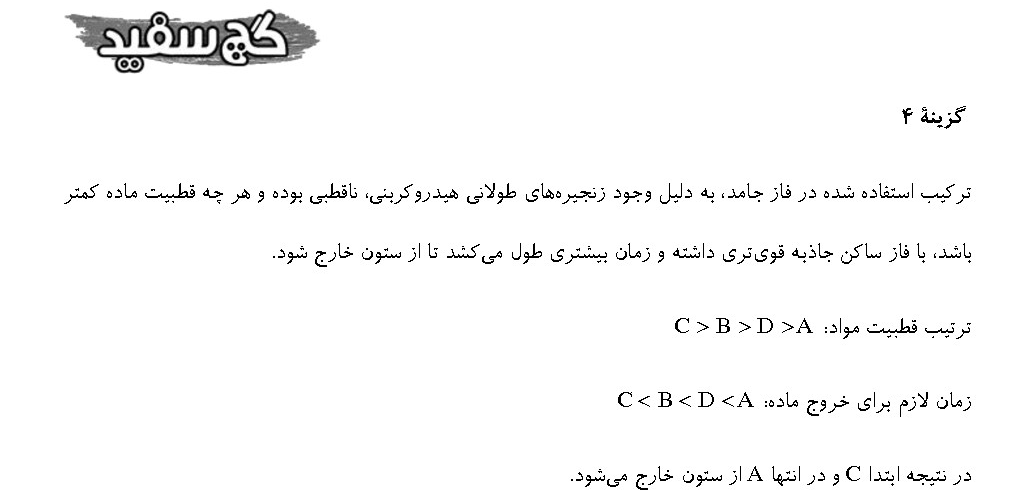 گچ سفید
گزینهٔ ۴
ترکیب استفاده شده در فاز جامد، به دلیل وجود زنجیره‌های طولانی هیدروکربنی، ناقطبی بوده و هر چه قطبیت ماده کمتر
باشد، با فاز ساکن جاذبه قوی‌تری داشته و زمان بیشتری طول می‌کشد تا از ستون خارج شود.
ترتیب قطبیت مواد: C > B > D >A
زمان لازم برای خروج ماده: C < B < D <A
در نتیجه ابتدا C و در انتها A از ستون خارج می‌شود.